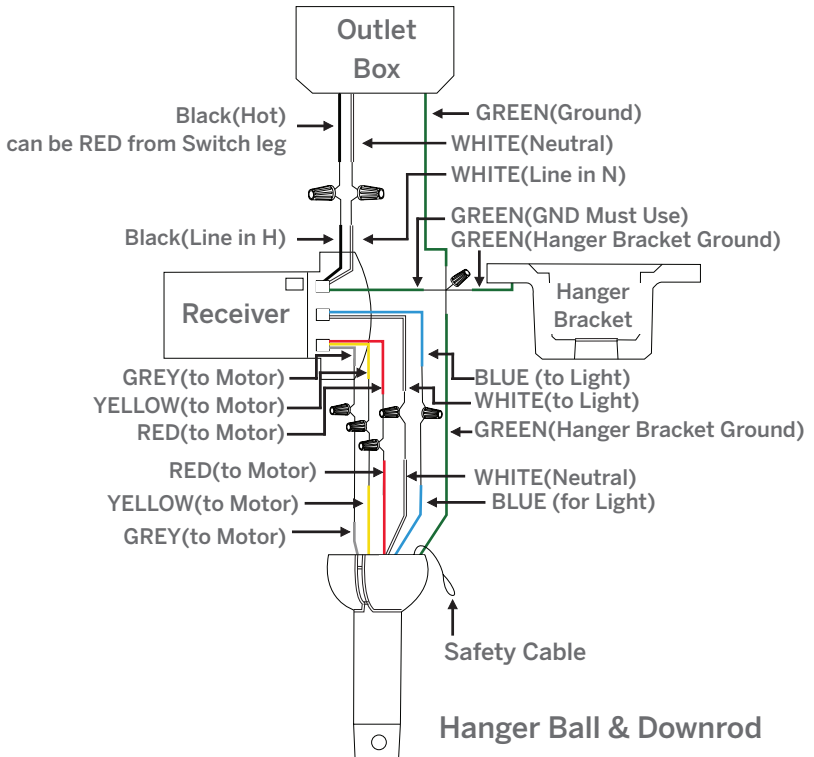 Outlet
Box
Black(Hot)
can be RED from Switch leg
GREEN(Ground)
WHITE(Neutral)
WHITE(Line in N)
GREEN(GND Must Use)
Black(Line in H)
GREEN(Hanger Bracket Ground)
Receiver
Hanger
Bracket
GREY(to Motor)
BLUE (to Light)
YELLOW(to Motor)
WHITE(to Light)
RED(to Motor)
GREEN(Hanger Bracket Ground)
RED(to Motor)
WHITE(Neutral)
YELLOW(to Motor)
BLUE (for Light)
GREY(to Motor)
Safety Cable
Hanger Ball & Downrod